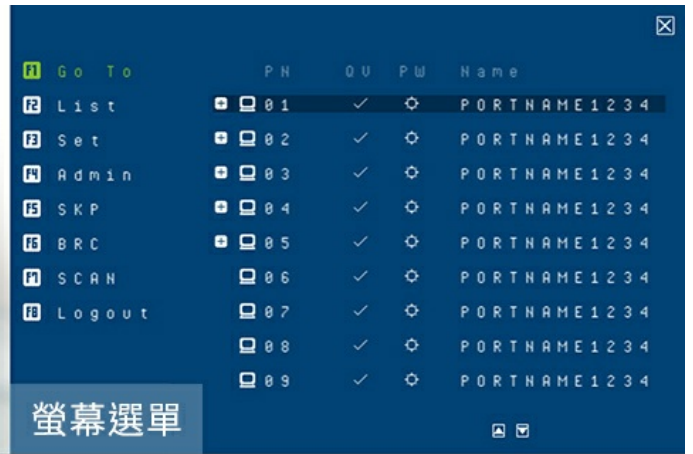 F1 Go To PN QV PW Name
F2 List 01 PORTNAME1234
F3 Set 02 PORTNAME1234
F4 Admin 03 PORTNAME1234
F5 SKP 04 PORTNAME1234
F6 BRC 05 PORTNAME1234
F7 SCAN 06 PORTNAME1234
F8 Logout 07 PORTNAME1234
08 PORTNAME1234
09 PORTNAME1234
螢幕選單